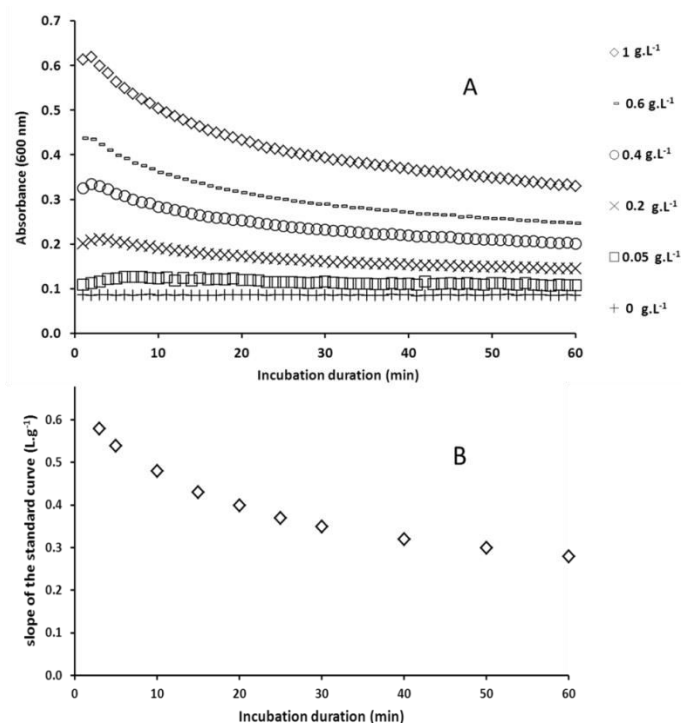 0.7
0.6
0.5
0.4
0.3
0.2
0.1
0.0
Absorbance (600 nm)
A
0 10 20 30 40 50 60
Incubation duration (min)
1 g.L⁻¹
0.6 g.L⁻¹
0.4 g.L⁻¹
0.2 g.L⁻¹
0.05 g.L⁻¹
0 g.L⁻¹
0.6
0.5
0.4
0.3
0.2
0.1
0.0
slope of the standard curve (L.g⁻¹)
B
0 10 20 30 40 50 60
Incubation duration (min)